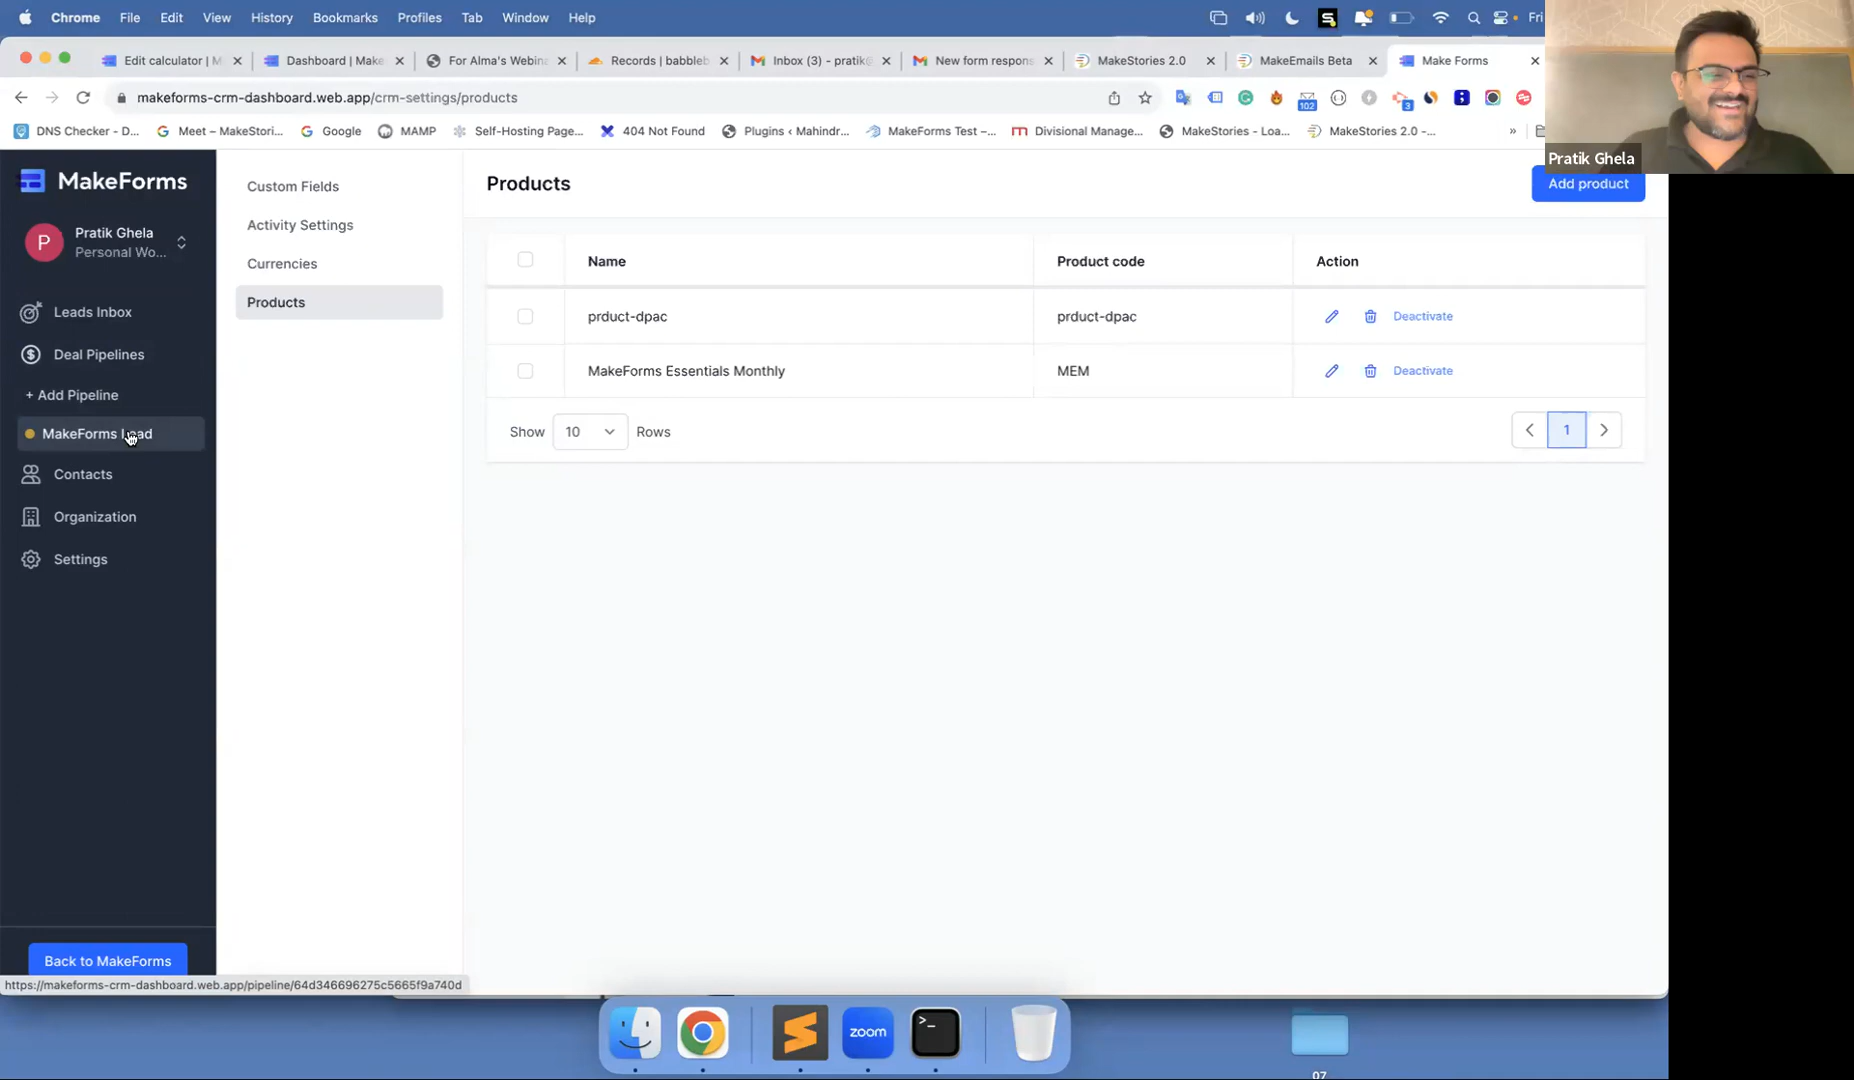 Chrome File Edit View History Bookmarks Profiles Tab Window Help Fri
Edit calculator | M
Dashboard | Make
For Alma's Webina
Records | babbleb
Inbox (3) - pratik@
New form respons
MakeStories 2.0
MakeEmails Beta
Make Forms
makeforms-crm-dashboard.web.app/crm-settings/products
102
3
DNS Checker - D...
Meet – MakeStori...
Google
MAMP
Self-Hosting Page...
404 Not Found
Plugins ‹ Mahindr...
MakeForms Test –...
Divisional Manage...
MakeStories - Loa...
MakeStories 2.0 -...
»
Pratik Ghela
MakeForms
P
Pratik Ghela
Personal Wo...
Leads Inbox
Deal Pipelines
+ Add Pipeline
MakeForms Lead
Contacts
Organization
Settings
Back to MakeForms
Custom Fields
Activity Settings
Currencies
Products
Products
Add product
Name Product code Action
prduct-dpac prduct-dpac Deactivate
MakeForms Essentials Monthly MEM Deactivate
Show 10 Rows
1
https://makeforms-crm-dashboard.web.app/pipeline/64d346696275c5665f9a740d
zoom
07